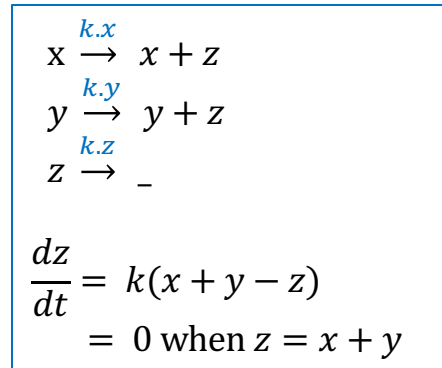 k.x
x → x + z
k.y
y → y + z
k.z
z → _
dz/dt = k(x + y − z)
= 0 when z = x + y